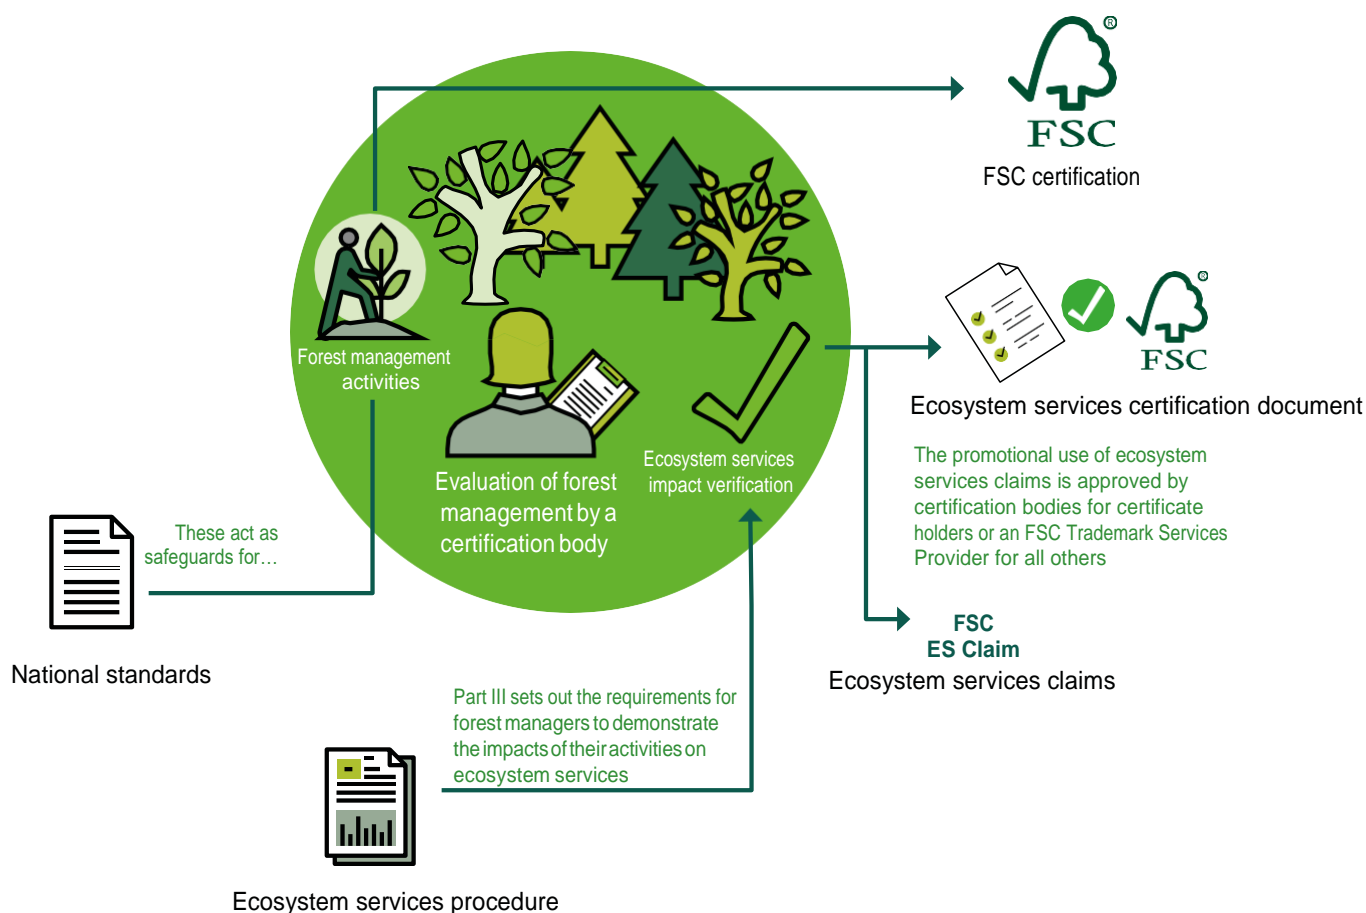 ®
FSC
FSC certification
Forest management
activities
Evaluation of forest
management by a
certification body
Ecosystem services
impact verification
®
FSC
Ecosystem services certification document
The promotional use of ecosystem
services claims is approved by
certification bodies for certificate
holders or an FSC Trademark Services
Provider for all others
These act as
safeguards for…
National standards
FSC
ES Claim
Ecosystem services claims
Part III sets out the requirements for
forest managers to demonstrate
the impacts of their activities on
ecosystem services
Ecosystem services procedure